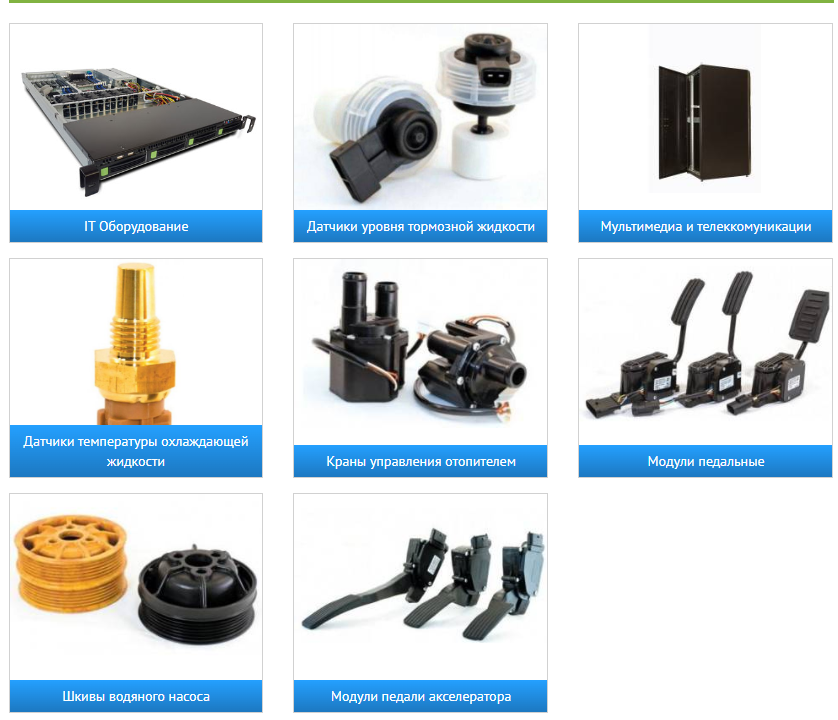 IT Оборудование
Датчики уровня тормозной жидкости
Мультимедиа и телеккомуникации
Датчики температуры охлаждающей
жидкости
Краны управления отопителем
Модули педальные
Шкивы водяного насоса
Модули педали акселератора